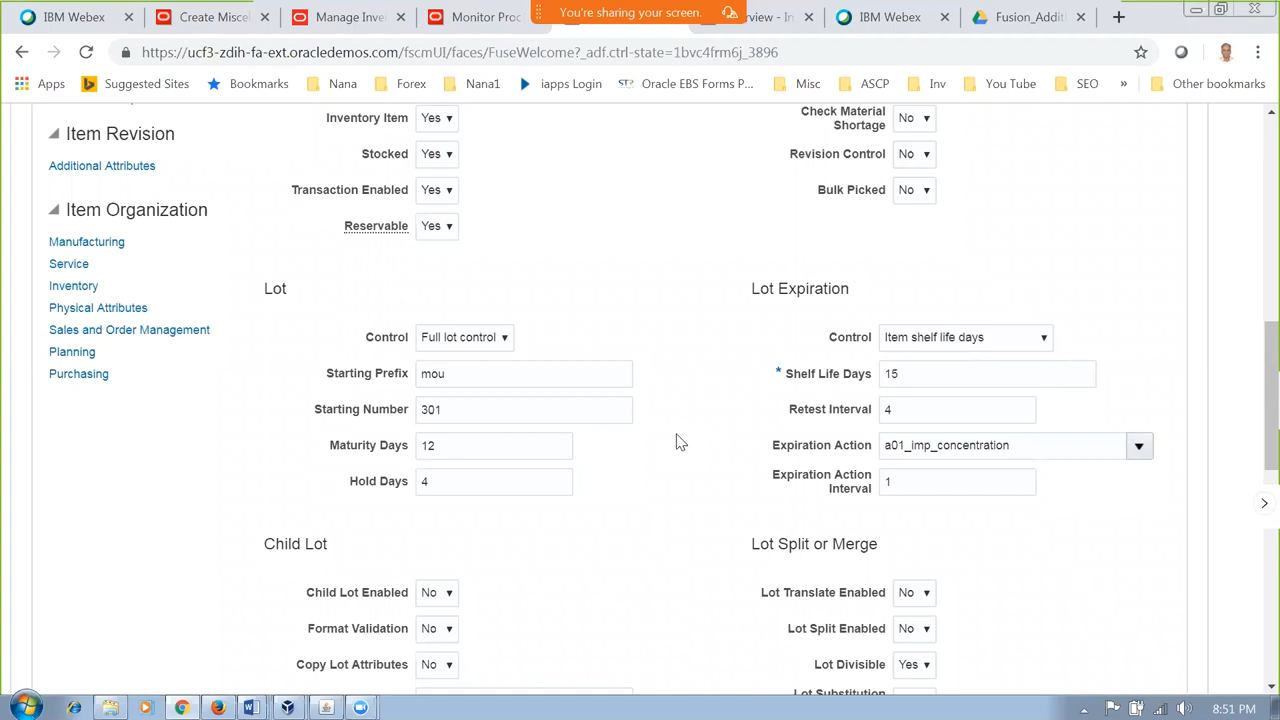 You're sharing your screen.
IBM Webex
Create Miscel
Manage Inve
Monitor Proc
IBM Webex
Fusion_Additi
https://ucf3-zdih-fa-ext.oracledemos.com/fscmUI/faces/FuseWelcome?_adf.ctrl-state=1bvc4frm6j_3896
Apps
Suggested Sites
Bookmarks
Nana
Forex
Nana1
iapps Login
Oracle EBS Forms P...
Misc
ASCP
Inv
You Tube
SEO
»
Other bookmarks
Item Revision
Additional Attributes
Item Organization
Manufacturing
Service
Inventory
Physical Attributes
Sales and Order Management
Planning
Purchasing
Inventory Item Yes
Stocked Yes
Transaction Enabled Yes
Reservable Yes
Check Material
Shortage No
Revision Control No
Bulk Picked No
Lot
Control Full lot control
Starting Prefix mou
Starting Number 301
Maturity Days 12
Hold Days 4
Lot Expiration
Control Item shelf life days
* Shelf Life Days 15
Retest Interval 4
Expiration Action a01_imp_concentration
Expiration Action
Interval 1
Child Lot
Child Lot Enabled No
Format Validation No
Copy Lot Attributes No
Lot Split or Merge
Lot Translate Enabled No
Lot Split Enabled No
Lot Divisible Yes
Lot Substitution
8:51 PM